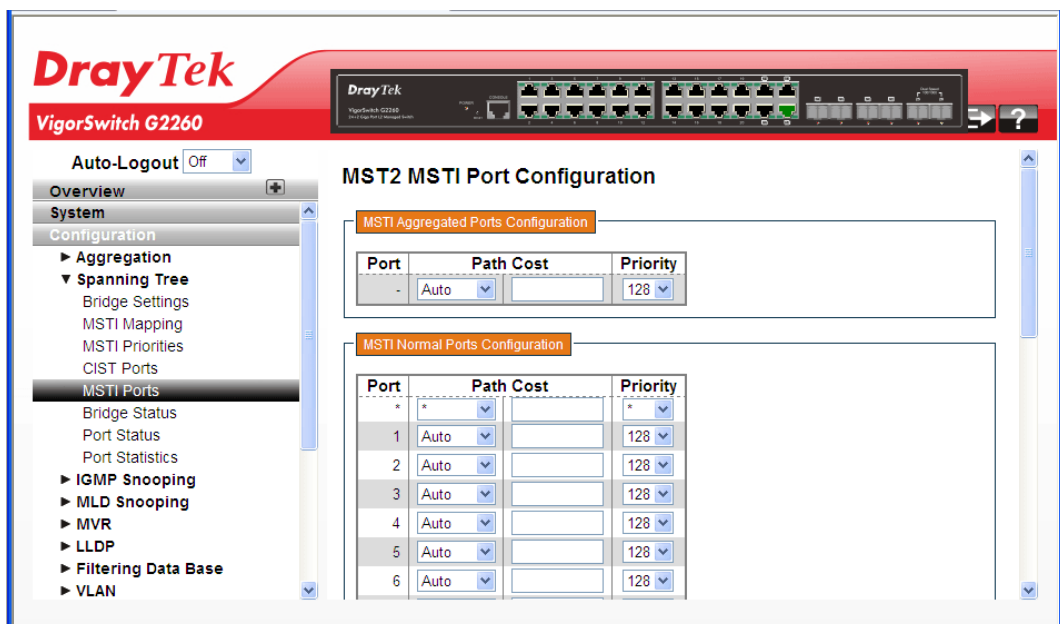 DrayTek
VigorSwitch G2260
DrayTek
VigorSwitch G2260
Auto-Logout Off
Overview
System
Configuration
► Aggregation
▼ Spanning Tree
Bridge Settings
MSTI Mapping
MSTI Priorities
CIST Ports
MSTI Ports
Bridge Status
Port Status
Port Statistics
► IGMP Snooping
► MLD Snooping
► MVR
► LLDP
► Filtering Data Base
► VLAN
?
MST2 MSTI Port Configuration
MSTI Aggregated Ports Configuration
Port Path Cost Priority
- Auto 128
MSTI Normal Ports Configuration
Port Path Cost Priority
* * *
1 Auto 128
2 Auto 128
3 Auto 128
4 Auto 128
5 Auto 128
6 Auto 128